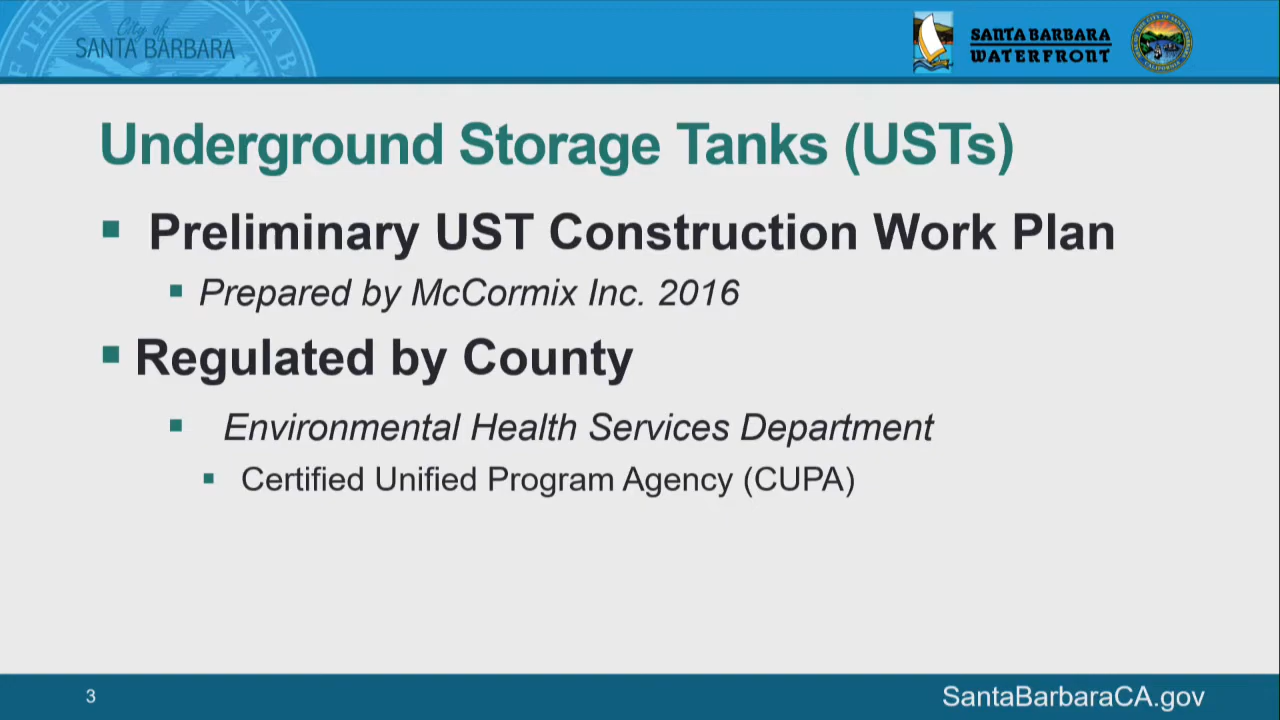 City of
SANTA BARBARA
SANTA BARBARA
WATERFRONT
Underground Storage Tanks (USTs)
Preliminary UST Construction Work Plan
Prepared by McCormix Inc. 2016
Regulated by County
Environmental Health Services Department
Certified Unified Program Agency (CUPA)
3
SantaBarbaraCA.gov